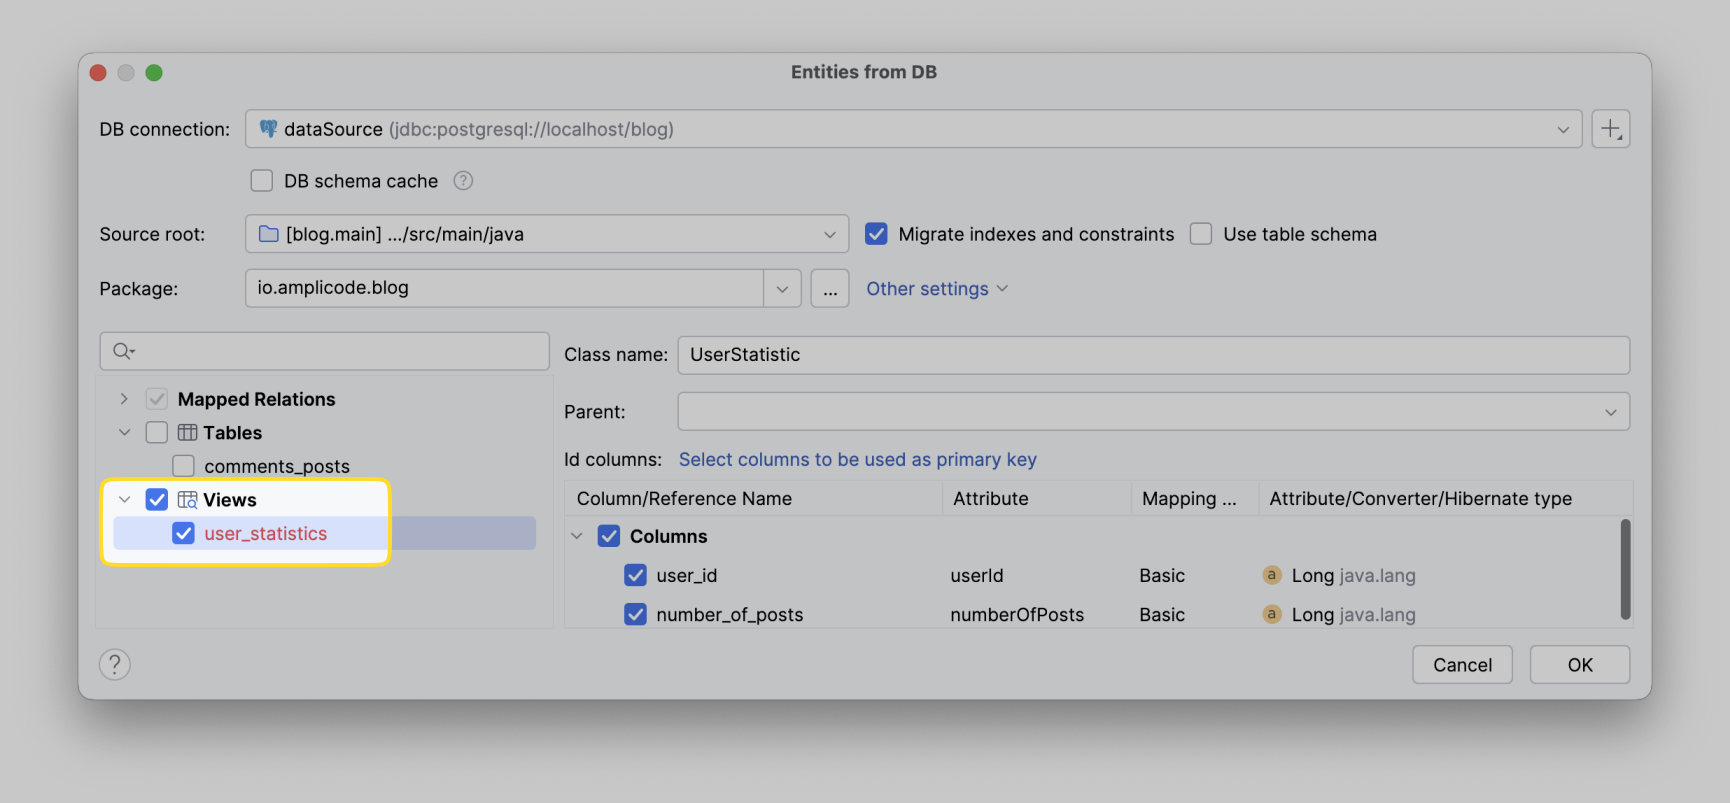 Entities from DB
DB connection: dataSource (jdbc:postgresql://localhost/blog)
DB schema cache ?
Source root: [blog.main] .../src/main/java Migrate indexes and constraints Use table schema
Package: io.amplicode.blog ... Other settings
Mapped Relations
Tables
comments_posts
Views
user_statistics
Class name: UserStatistic
Parent:
Id columns: Select columns to be used as primary key
Column/Reference Name Attribute Mapping ... Attribute/Converter/Hibernate type
Columns
user_id userId Basic a Long java.lang
number_of_posts numberOfPosts Basic a Long java.lang
? Cancel OK